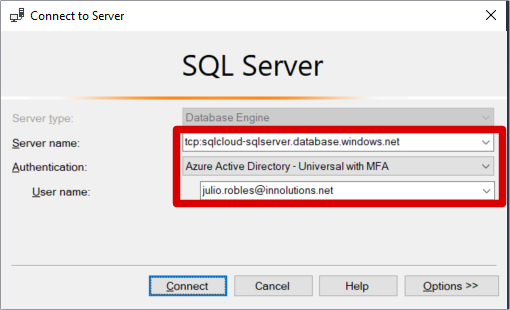 Connect to Server
SQL Server
Server type: Database Engine
Server name: tcp:sqlcloud-sqlserver.database.windows.net
Authentication: Azure Active Directory - Universal with MFA
User name: julio.robles@innolutions.net
Connect Cancel Help Options >>